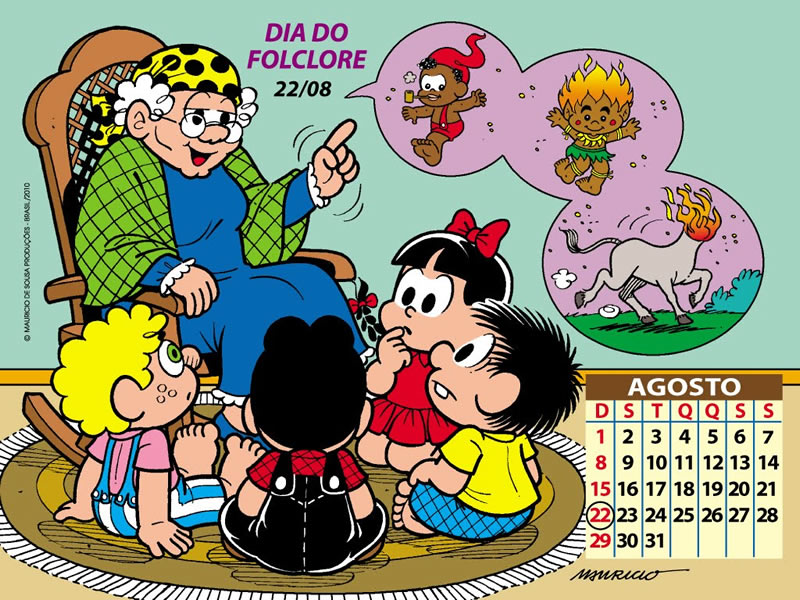 DIA DO
FOLCLORE
22/08
© MAURICIO DE SOUSA PRODUÇÕES - BRASIL/2010
AGOSTO
D S T Q Q S S
1 2 3 4 5 6 7
8 9 10 11 12 13 14
15 16 17 18 19 20 21
22 23 24 25 26 27 28
29 30 31
MAURICIO